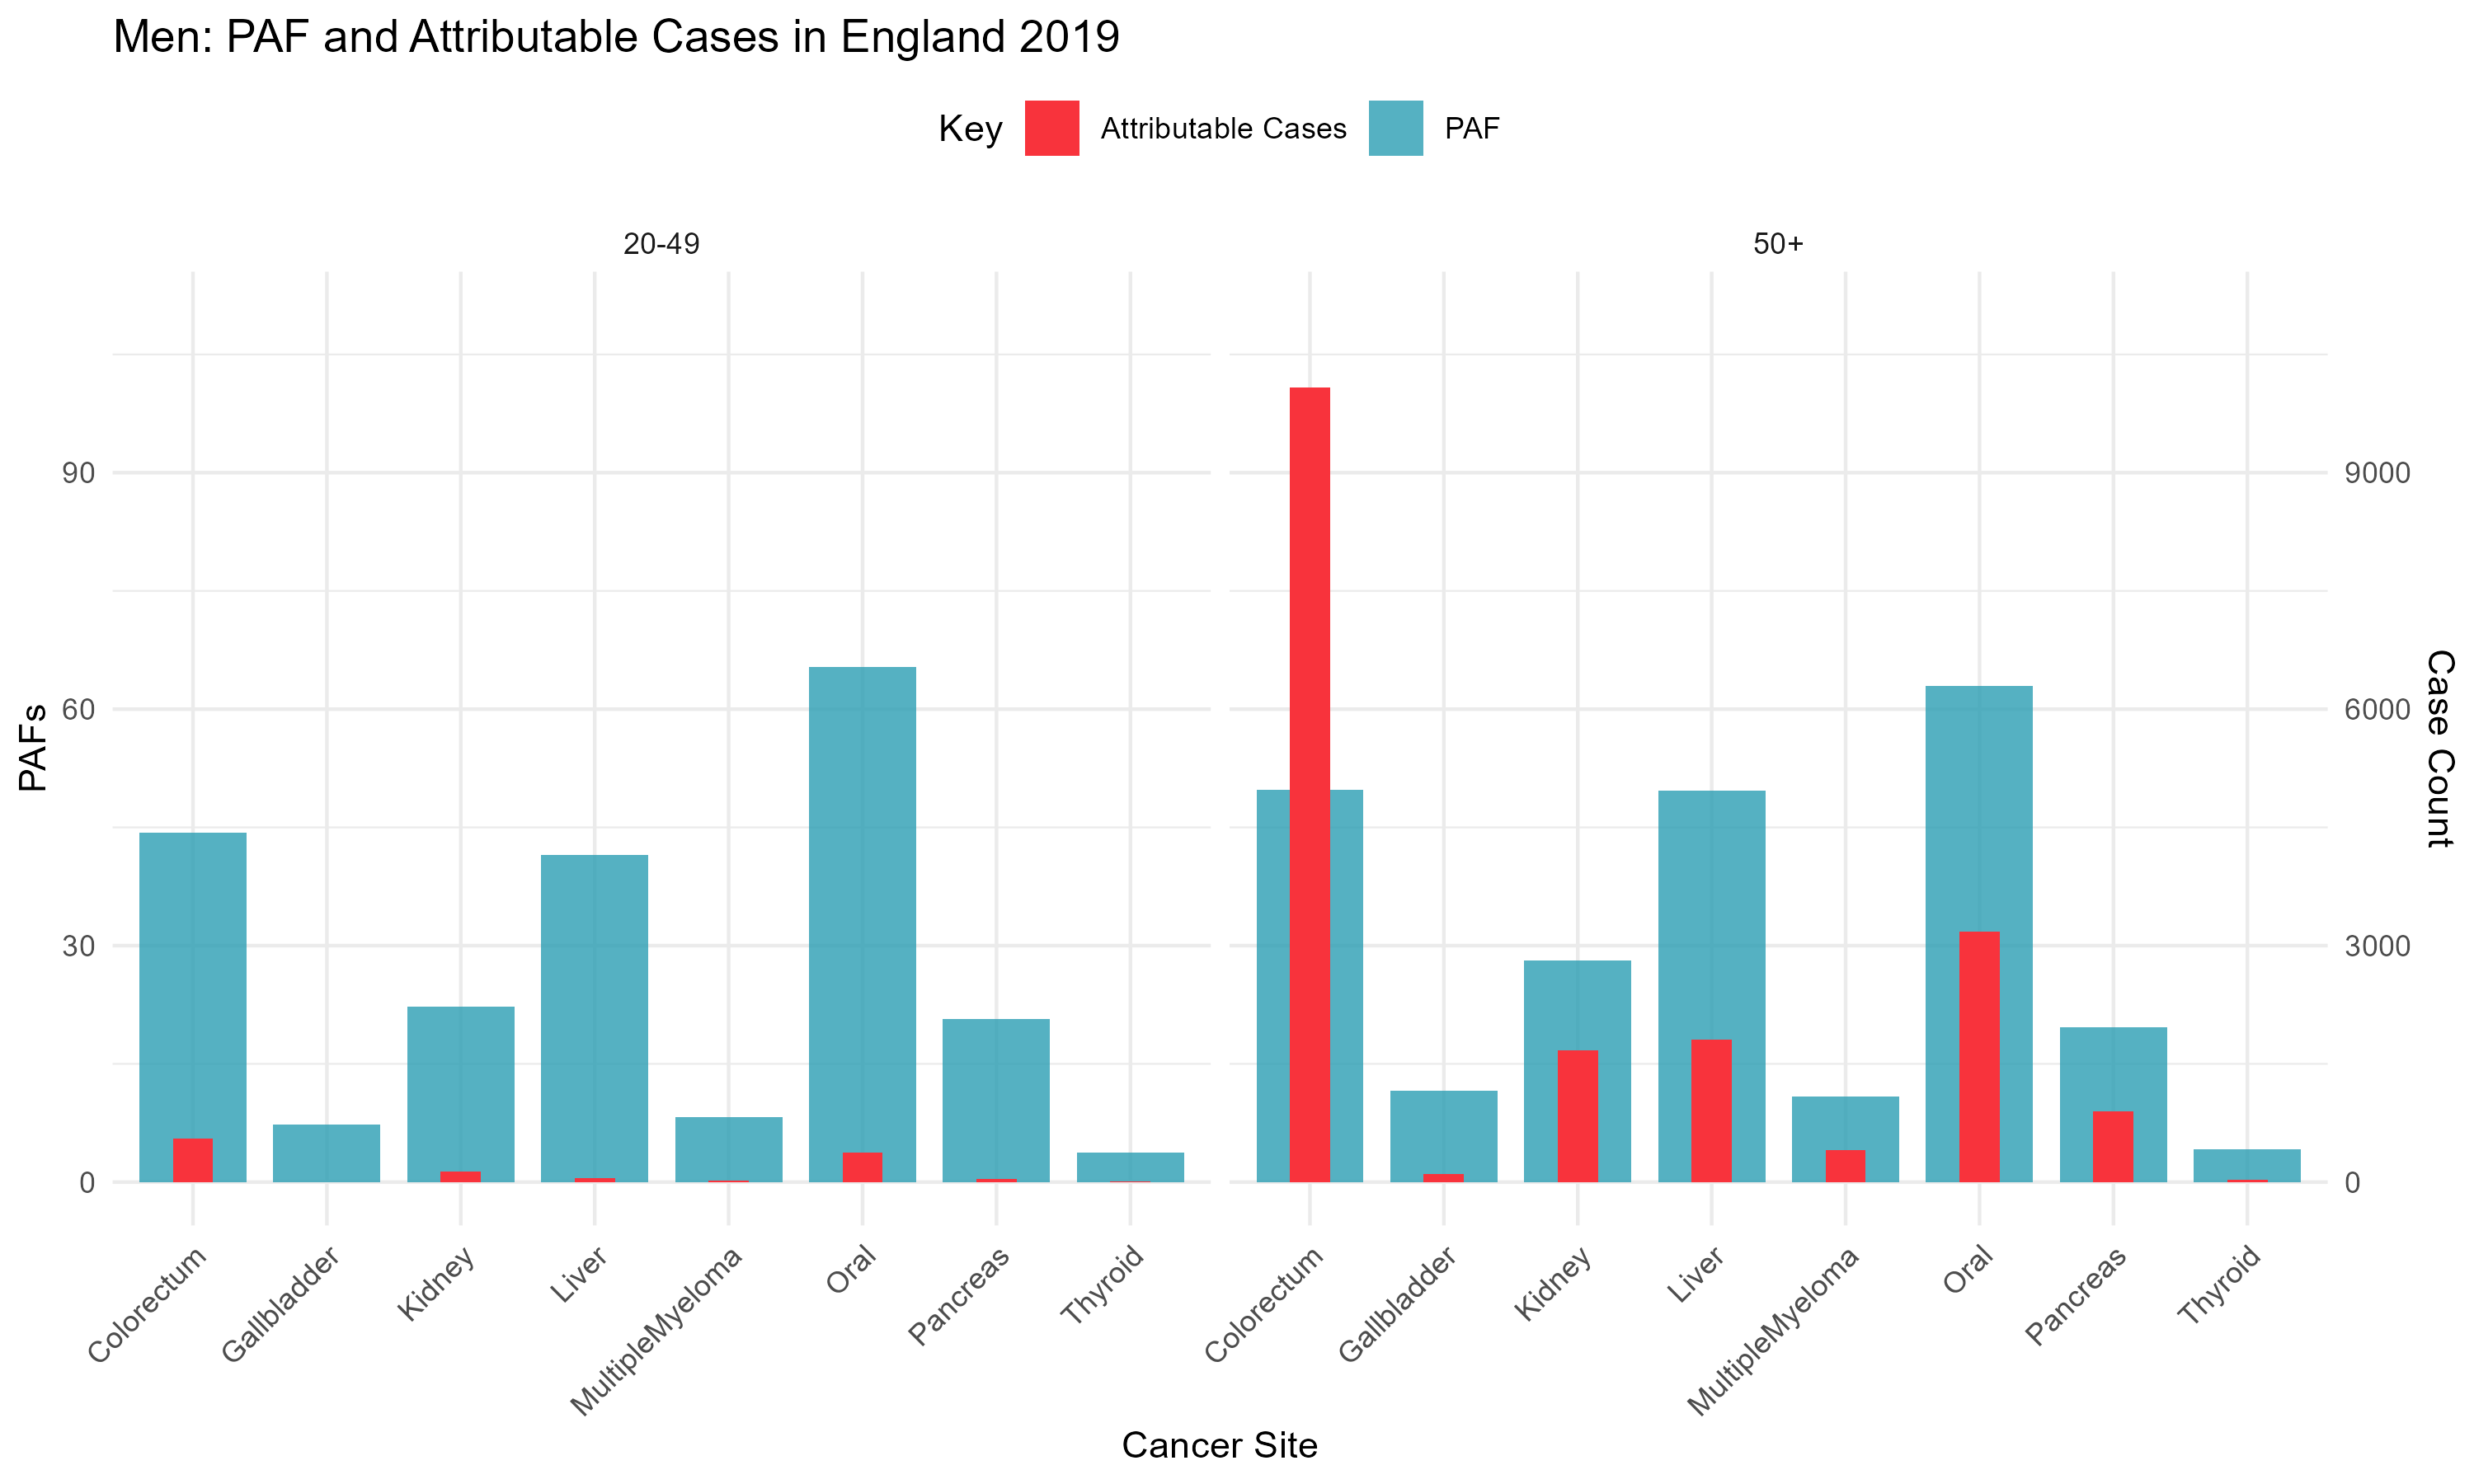 Men: PAF and Attributable Cases in England 2019
Key Attributable Cases PAF
20-49 50+
90 9000
60 6000
30 3000
0 0
PAFs
Case Count
Colorectum Gallbladder Kidney Liver MultipleMyeloma Oral Pancreas Thyroid Colorectum Gallbladder Kidney Liver MultipleMyeloma Oral Pancreas Thyroid
Cancer Site